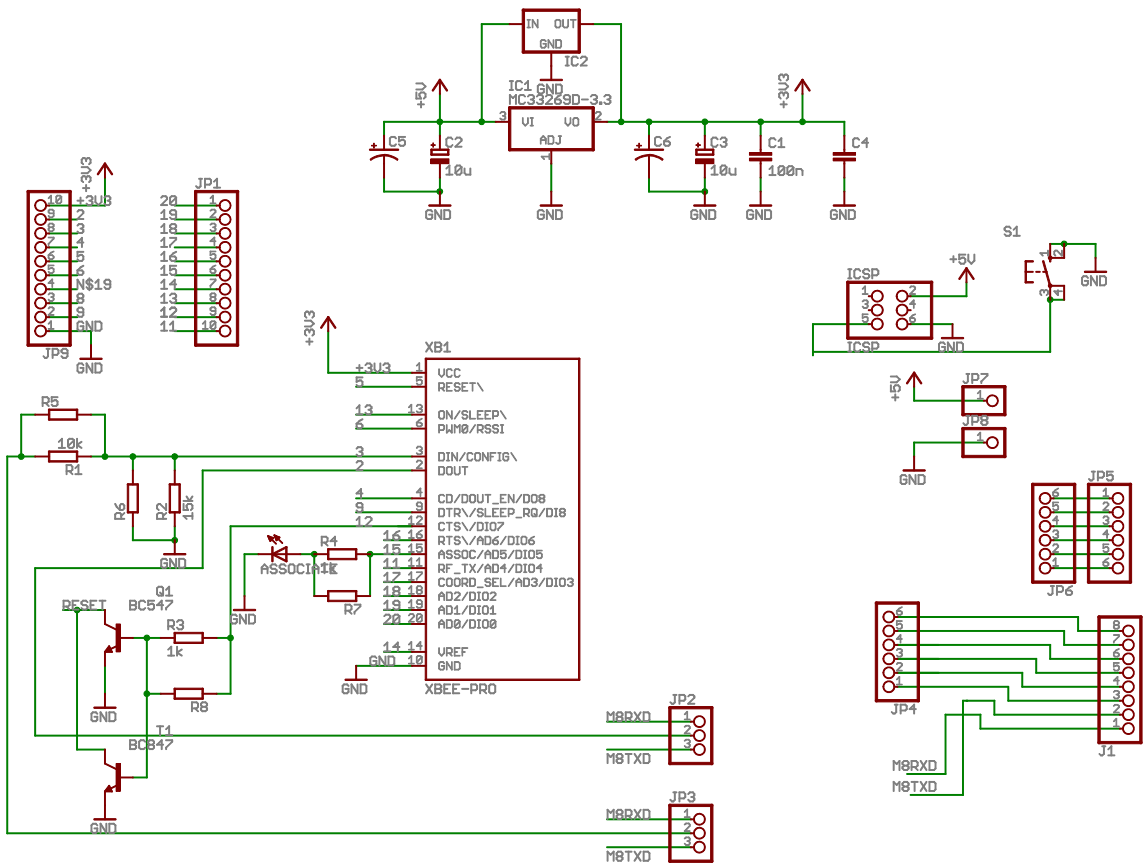 IN OUT
GND
IC2
GND
IC1
MC33269D-3.3
+5V
3 VI VO 2
ADJ
1
+3V3
C5
C2
10u
C6
C3
10u
C1
100n
C4
GND
GND
GND
GND
GND
+3V3
JP1
10 +3V3
9 2
8 3
7 4
6 5
5 6
4 N$19
3 8
2 9
1 GND
JP9
GND
20 1
19 2
18 3
17 4
16 5
15 6
14 7
13 8
12 9
11 10
S1
1
2
3
4
GND
+5V
ICSP
1 2
3 4
5 6
ICSP
GND
+3V3
XB1
+3V3 1 VCC
5 5 RESET\
13 13 ON/SLEEP\
6 6 PWM0/RSSI
3 3 DIN/CONFIG\
2 2 DOUT
4 4 CD/DOUT_EN/DO8
9 9 DTR\/SLEEP_RQ/DI8
12 12 CTS\/DIO7
16 16 RTS\/AD6/DIO6
15 15 ASSOC/AD5/DIO5
11 11 RF_TX/AD4/DIO4
17 17 COORD_SEL/AD3/DIO3
18 18 AD2/DIO2
19 19 AD1/DIO1
20 20 AD0/DIO0
14 14 VREF
GND 10 GND
XBEE-PRO
GND
R5
10k
R1
R6
R2
15k
GND
ASSOCIATE
R4
1k
R7
GND
RESET
Q1
BC547
R3
1k
R8
GND
T1
BC847
GND
+5V
JP7
1
JP8
1
GND
JP5
6 1
5 2
4 3
3 4
2 5
1 6
JP6
6
5
4
3
2
1
JP4
8
7
6
5
4
3
2
1
J1
M8RXD
M8TXD
JP2
M8RXD 1
2
M8TXD 3
JP3
M8RXD 1
2
M8TXD 3